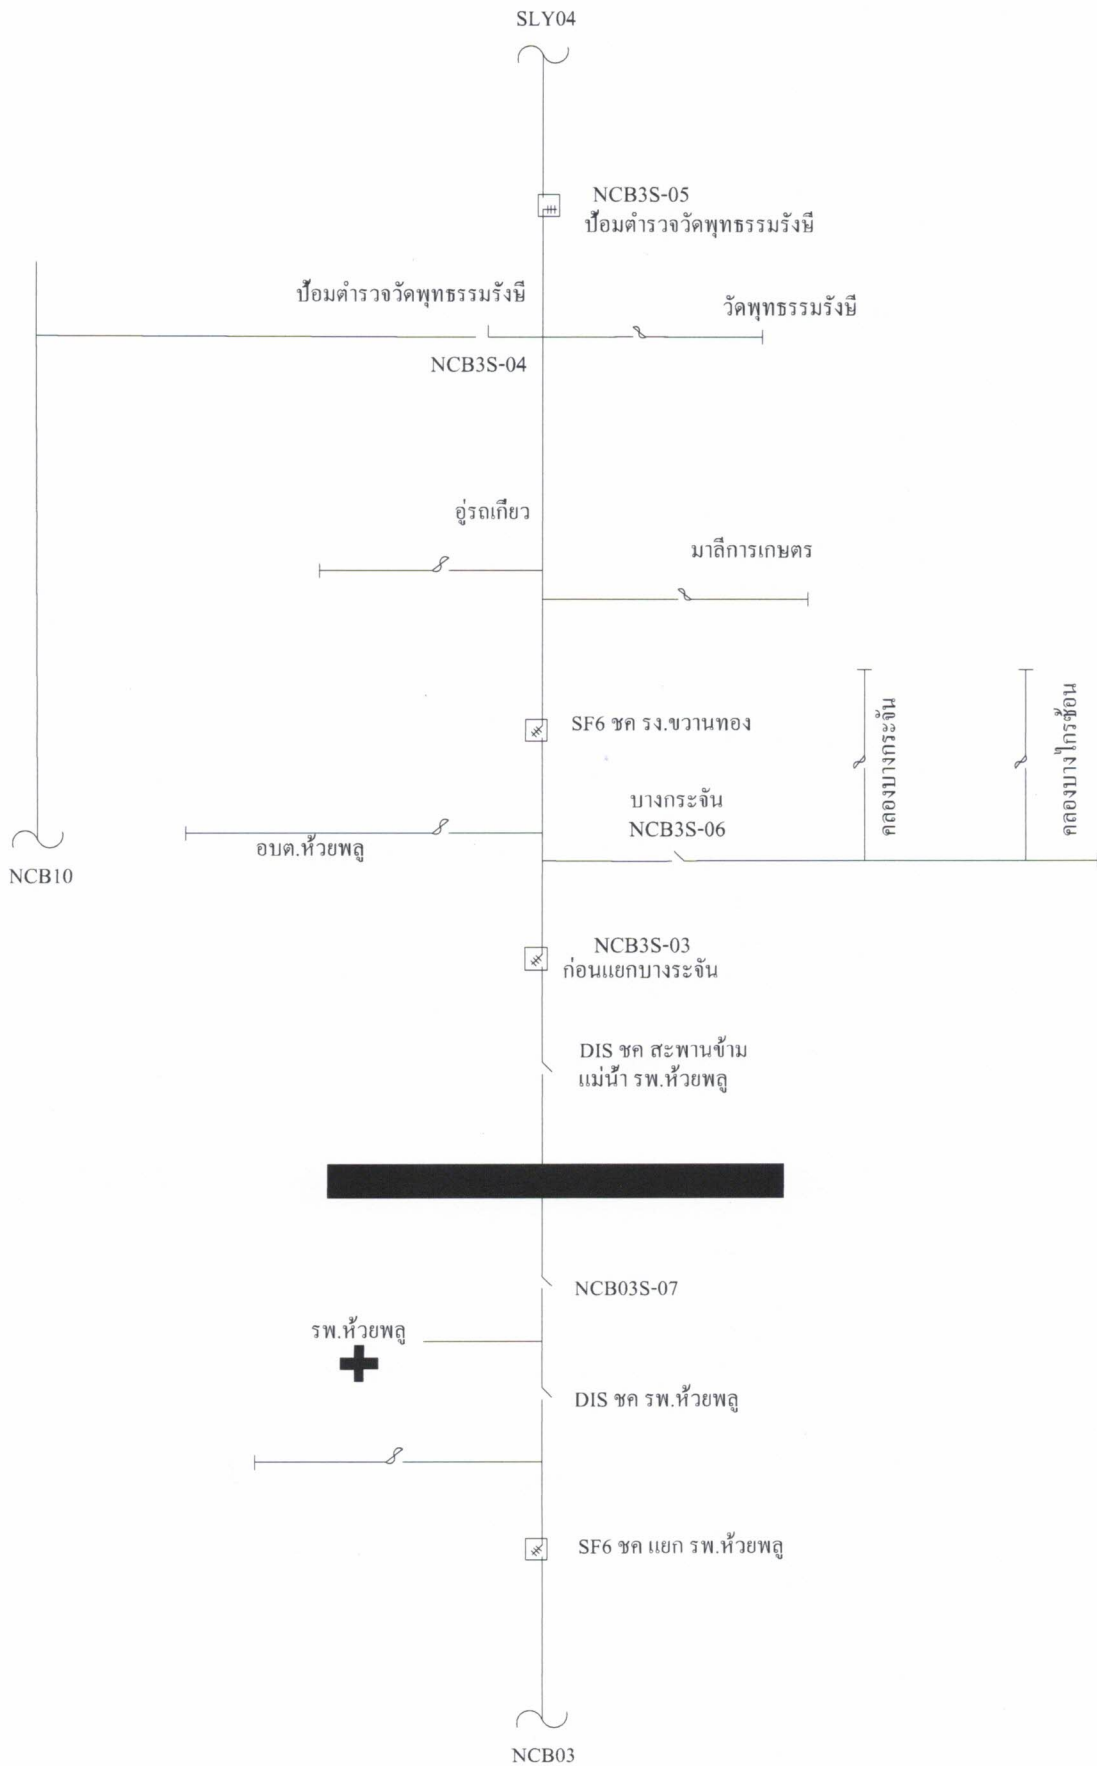 SLY04
NCB3S-05
ป้อมตำรวจวัดพุทธรรมรังษี
ป้อมตำรวจวัดพุทธรรมรังษี
วัดพุทธรรมรังษี
NCB3S-04
อู่รถเกี่ยว
มาลีการเกษตร
คลองบางกระจัน
คลองบางไกรซ้อน
SF6 ชค รง.ขวานทอง
บางกระจัน
NCB3S-06
อบต.ห้วยพลู
NCB10
NCB3S-03
ก่อนแยกบางระจัน
DIS ชค สะพานข้าม
แม่น้ำ รพ.ห้วยพลู
NCB03S-07
รพ.ห้วยพลู
DIS ชค รพ.ห้วยพลู
SF6 ชค แยก รพ.ห้วยพลู
NCB03